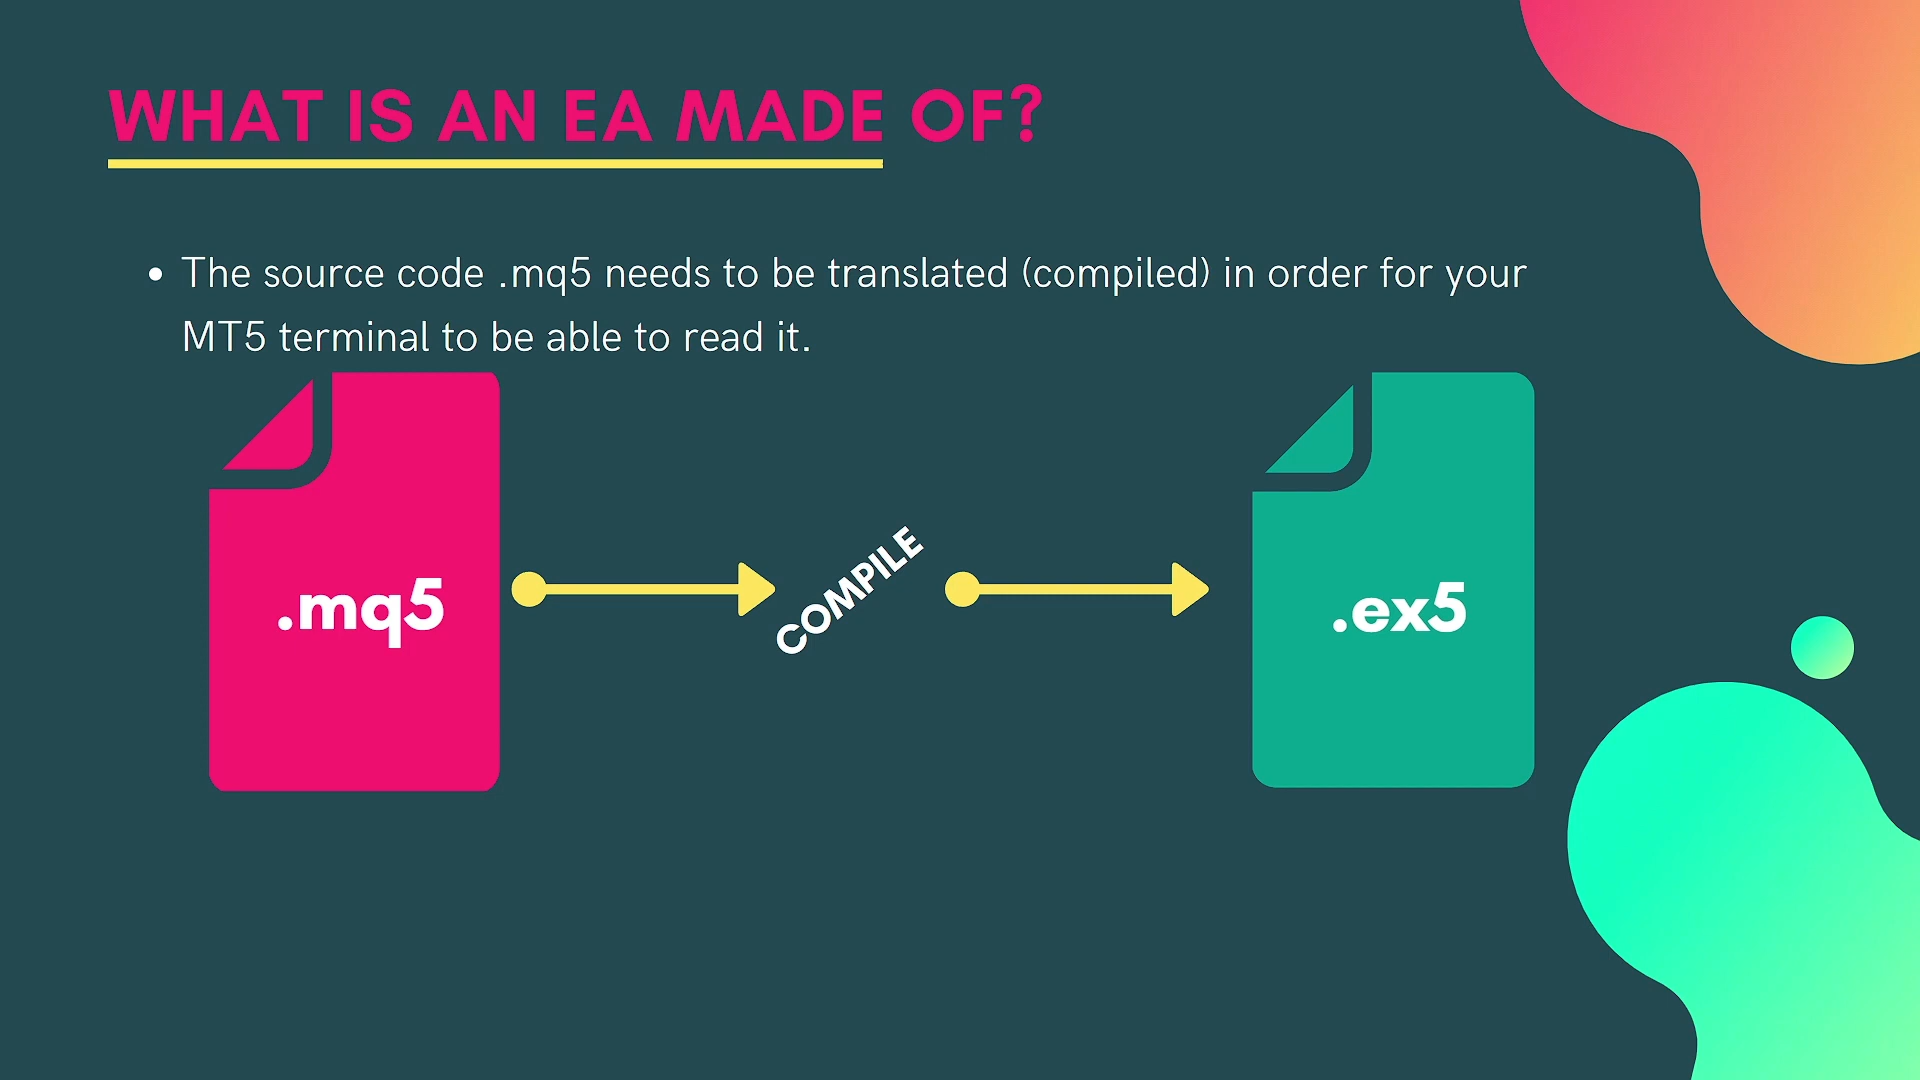 WHAT IS AN EA MADE OF?
• The source code .mq5 needs to be translated (compiled) in order for your
MT5 terminal to be able to read it.
.mq5
COMPILE
.ex5